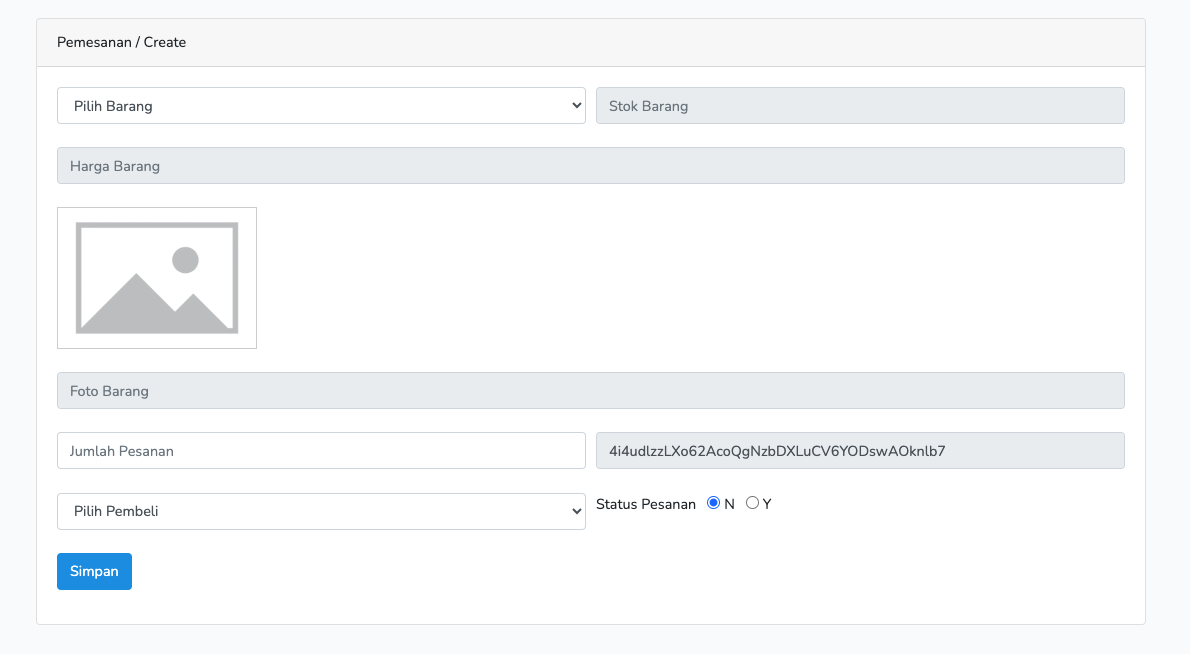 Pemesanan / Create
Pilih Barang
Stok Barang
Harga Barang
Foto Barang
Jumlah Pesanan
4i4udlzzLXo62AcoQgNzbDXLuCV6YODswAOknlb7
Pilih Pembeli
Status Pesanan N Y
Simpan